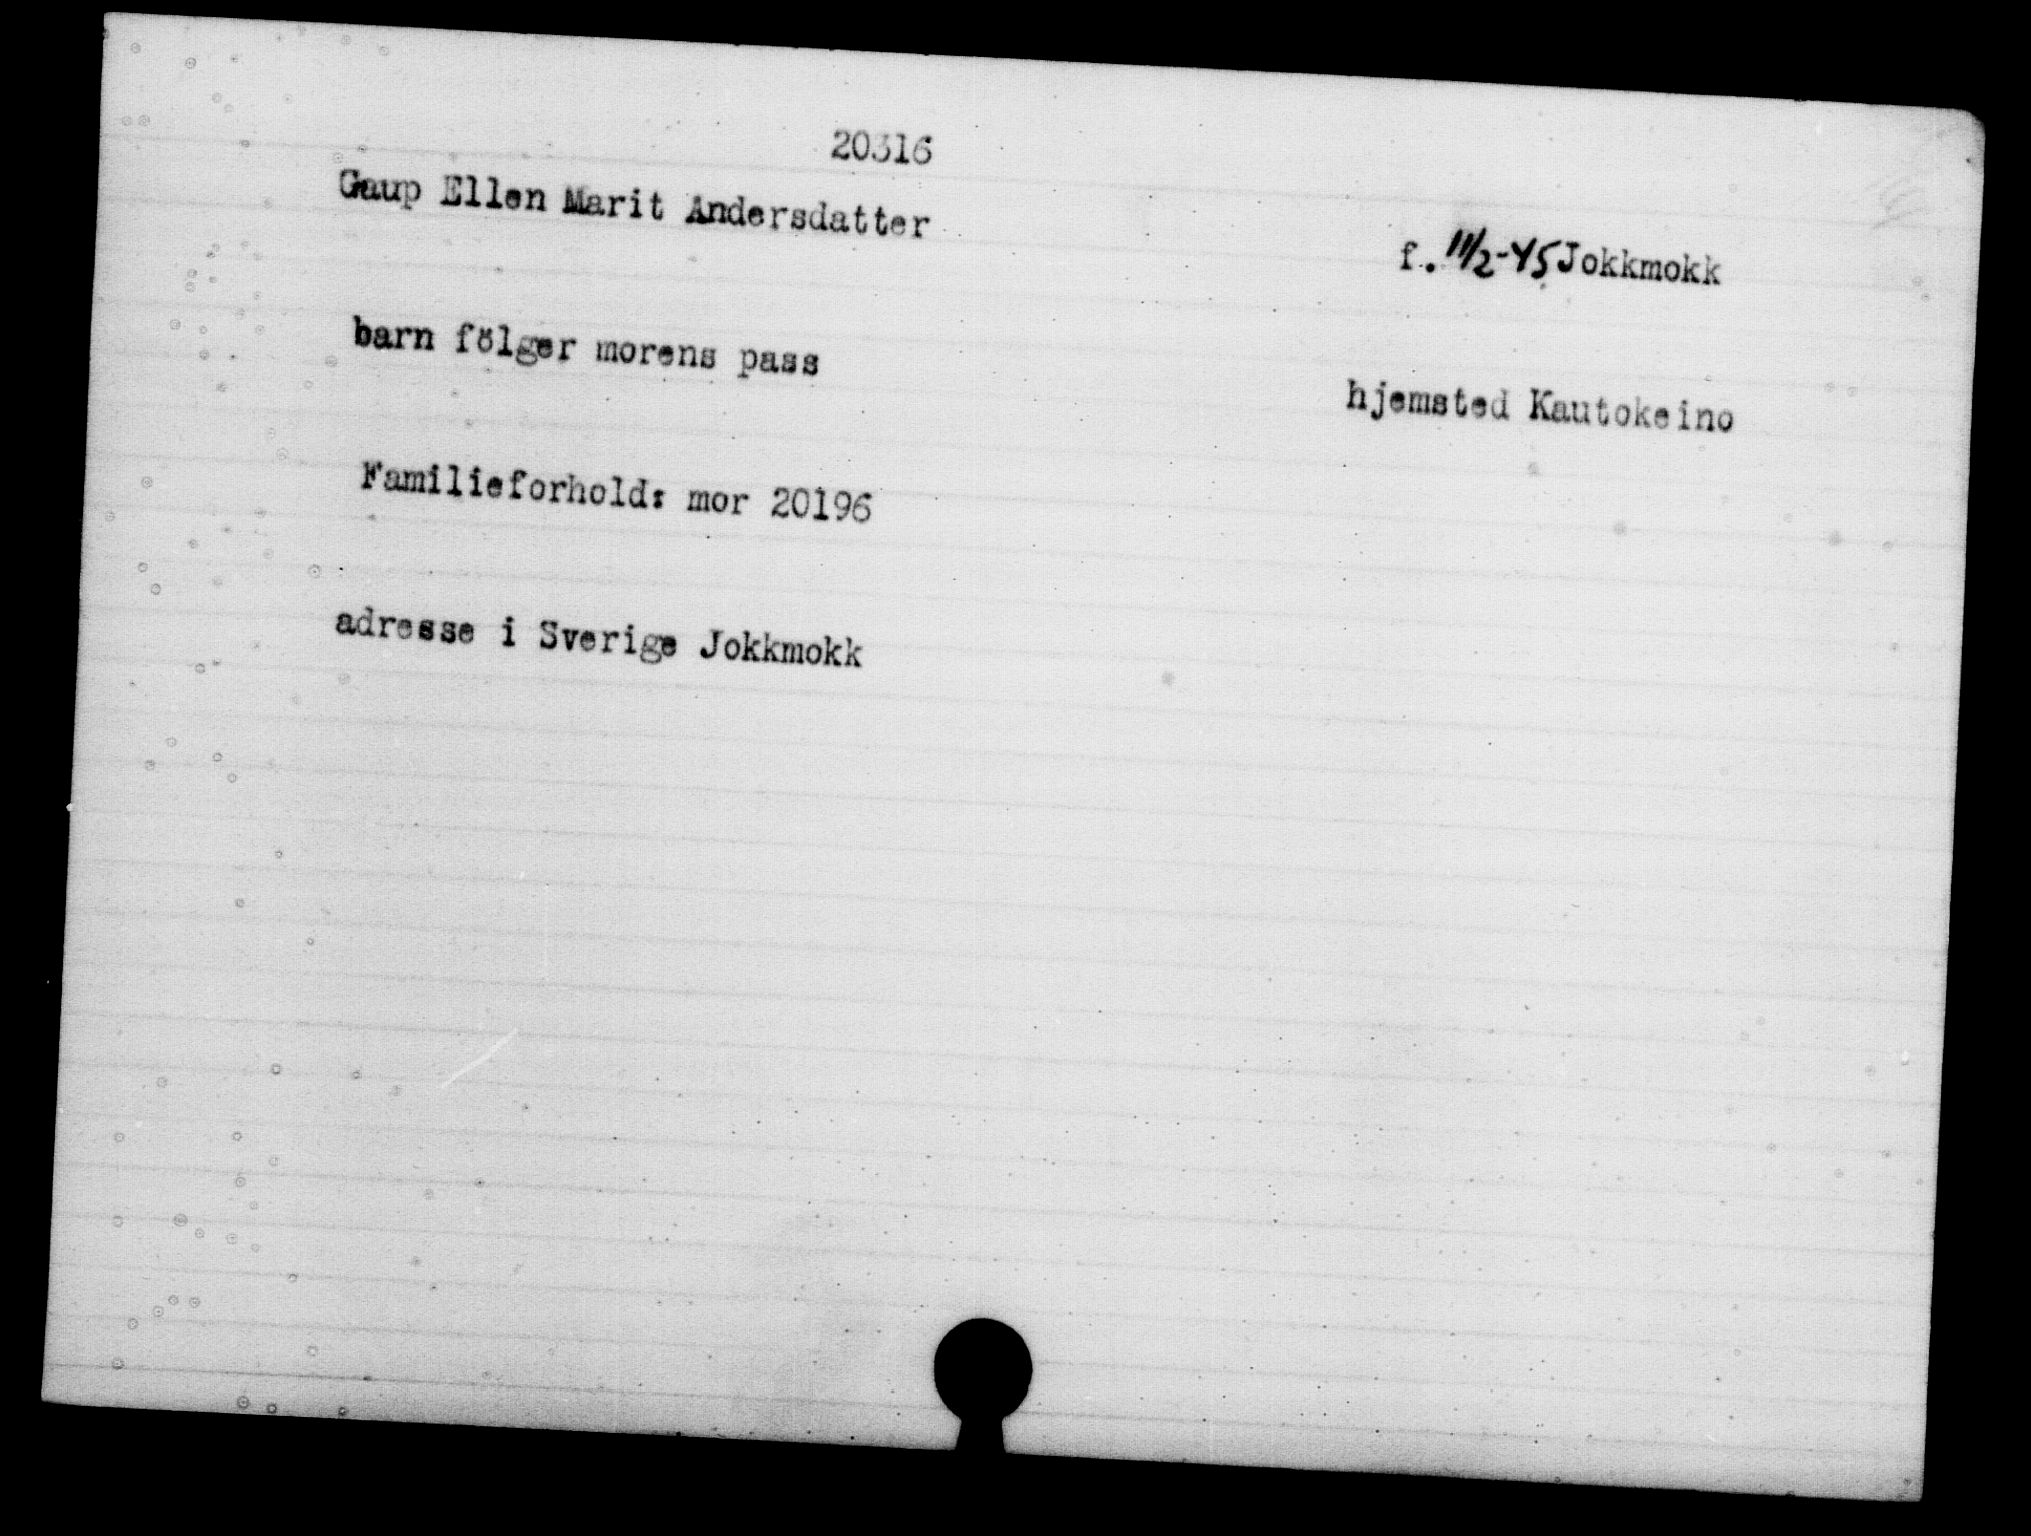 20316
Gaup Ellen Marit Andersdatter
f. 11/2-45 Jokkmokk
barn fölger morens pass
hjemsted Kautokeino
Familieforhold: mor 20196
adresse i Sverige Jokkmokk